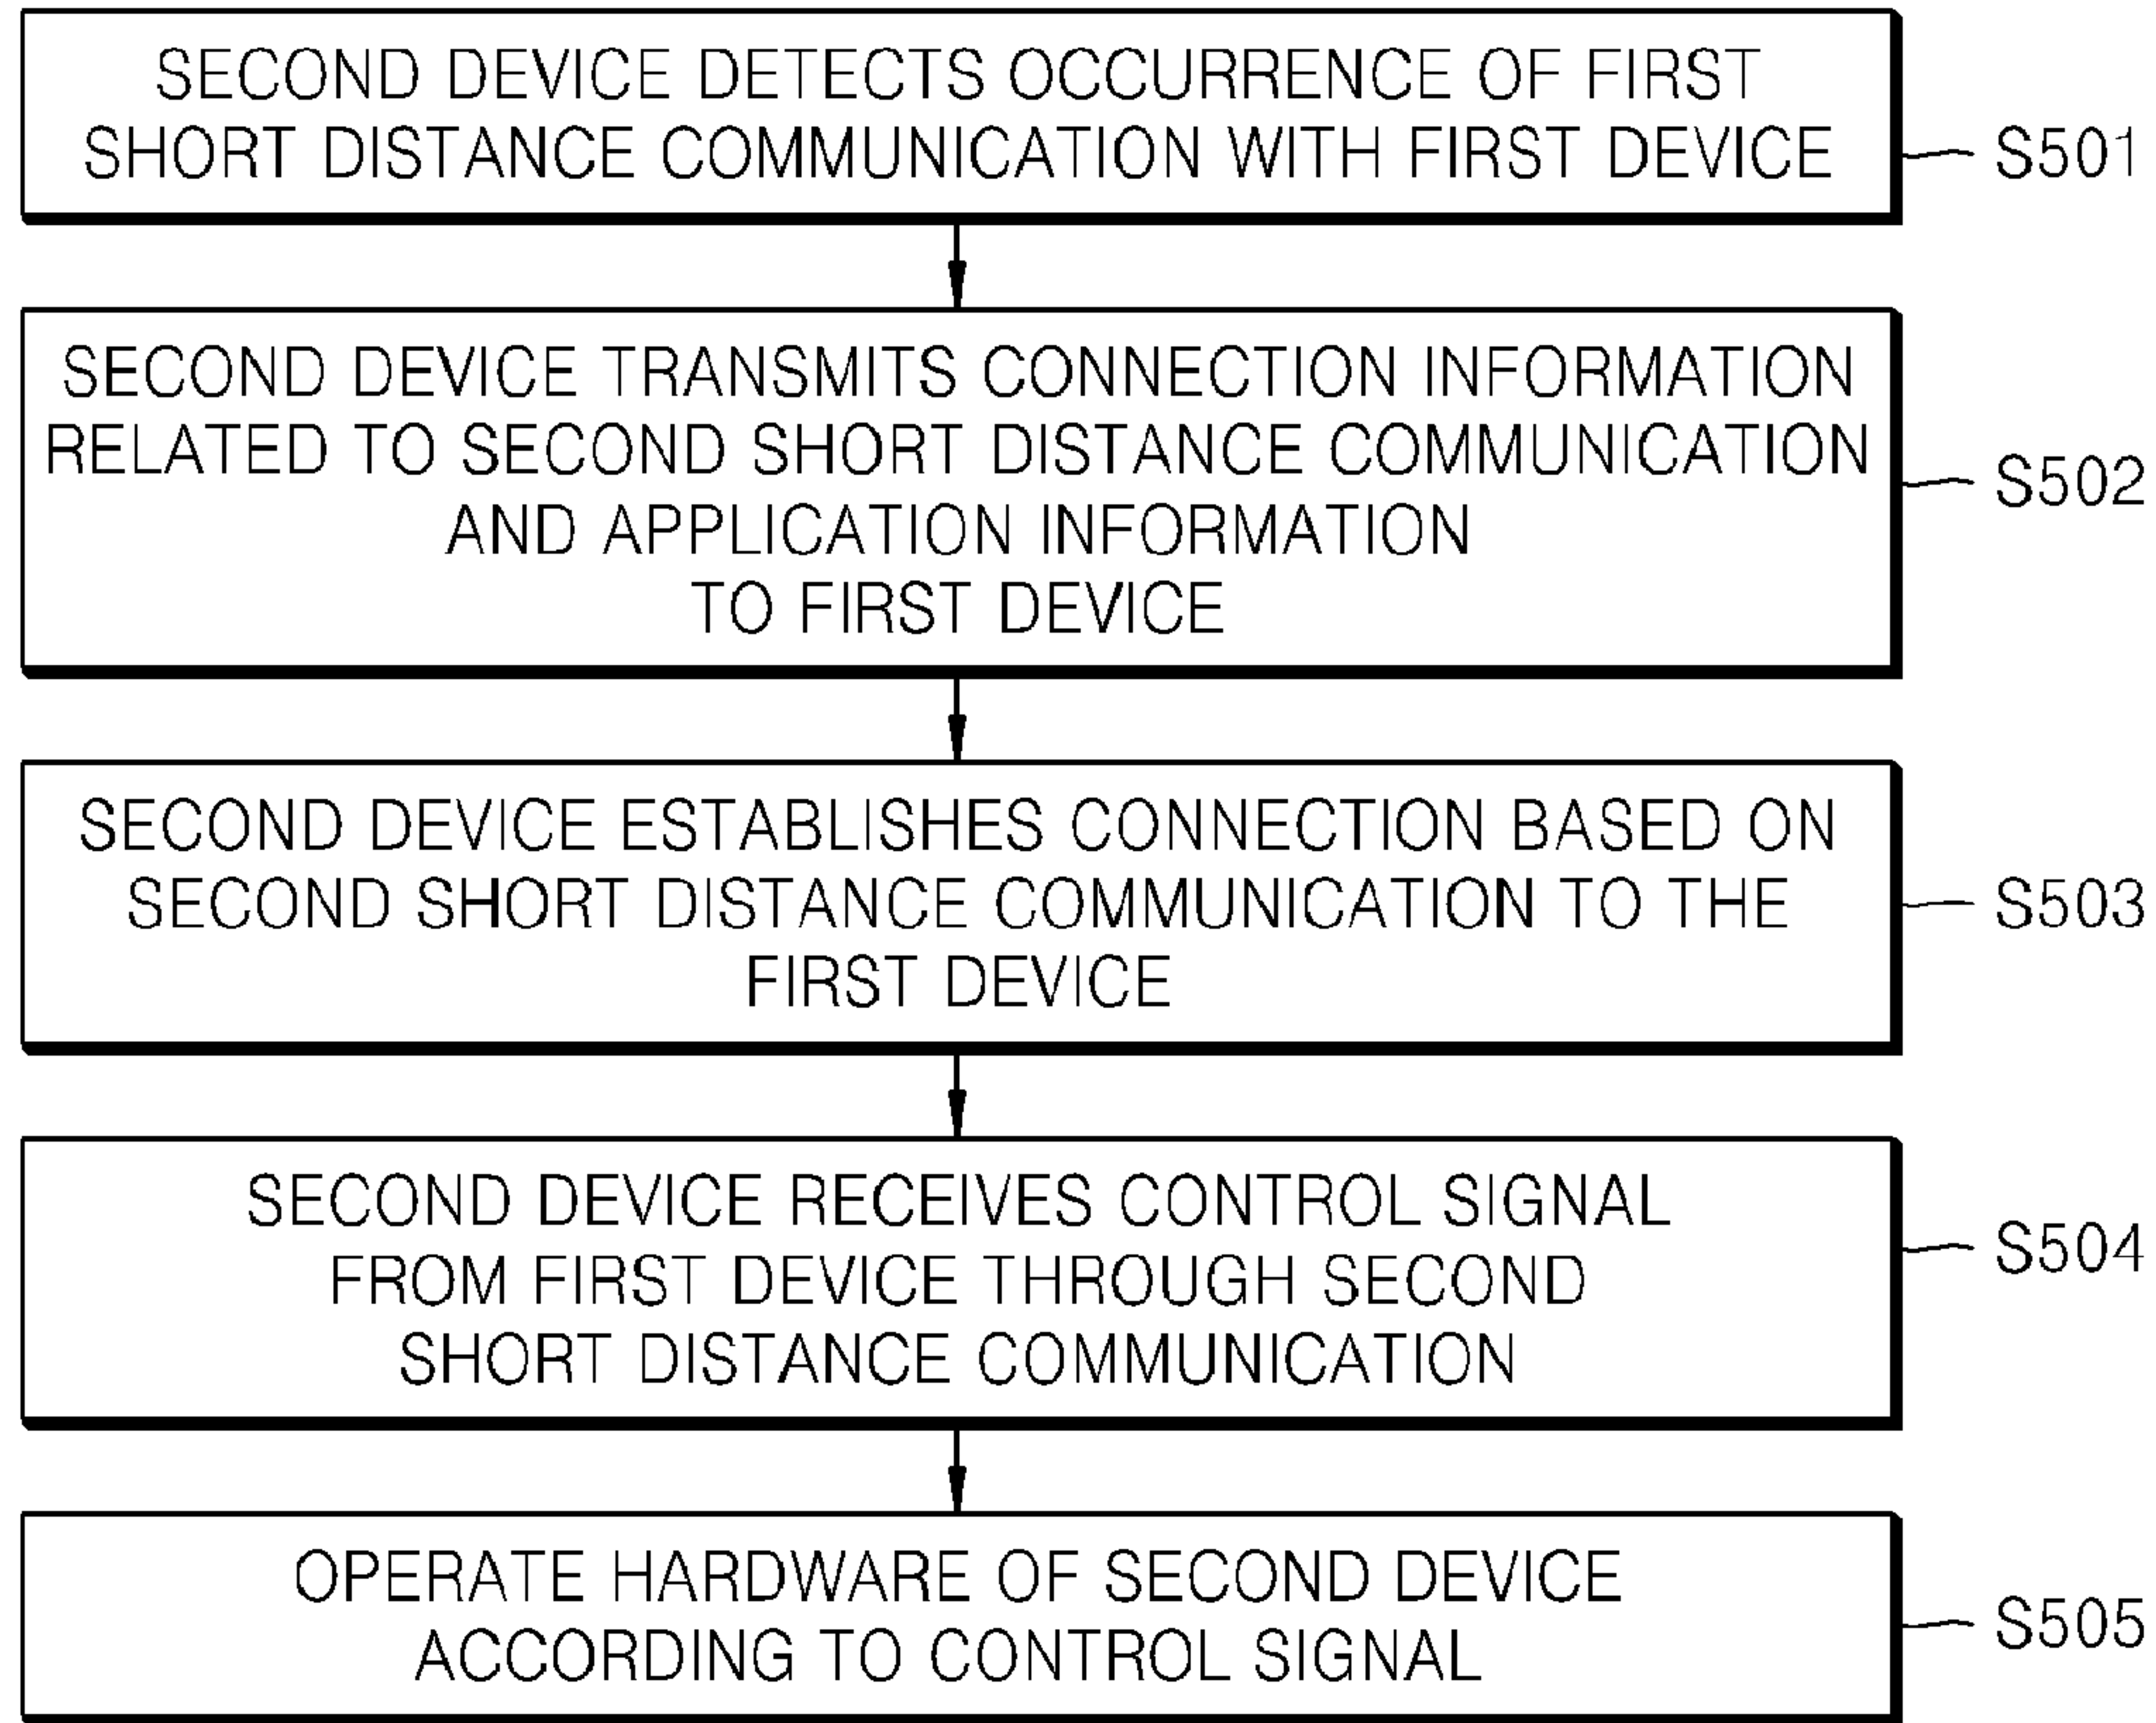 SECOND DEVICE DETECTS OCCURRENCE OF FIRST
SHORT DISTANCE COMMUNICATION WITH FIRST DEVICE
S501
SECOND DEVICE TRANSMITS CONNECTION INFORMATION
RELATED TO SECOND SHORT DISTANCE COMMUNICATION
AND APPLICATION INFORMATION
TO FIRST DEVICE
S502
SECOND DEVICE ESTABLISHES CONNECTION BASED ON
SECOND SHORT DISTANCE COMMUNICATION TO THE
FIRST DEVICE
S503
SECOND DEVICE RECEIVES CONTROL SIGNAL
FROM FIRST DEVICE THROUGH SECOND
SHORT DISTANCE COMMUNICATION
S504
OPERATE HARDWARE OF SECOND DEVICE
ACCORDING TO CONTROL SIGNAL
S505